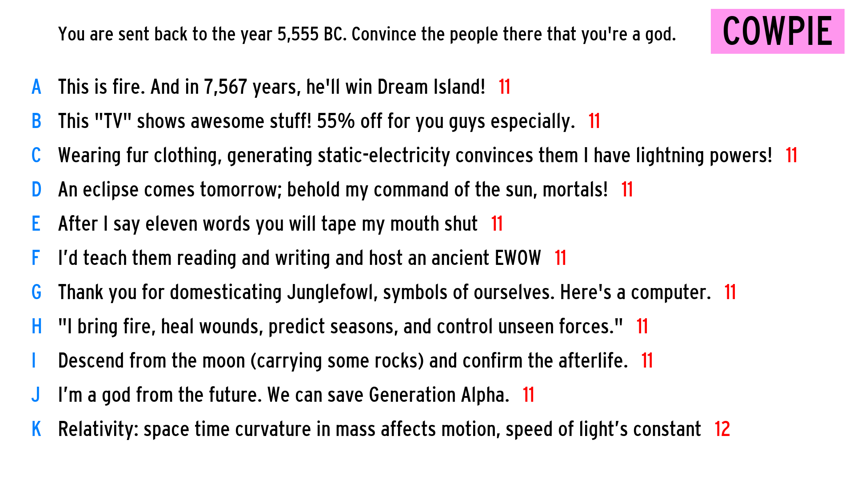 You are sent back to the year 5,555 BC. Convince the people there that you're a god.
COWPIE
A This is fire. And in 7,567 years, he'll win Dream Island! 11
B This "TV" shows awesome stuff! 55% off for you guys especially. 11
C Wearing fur clothing, generating static-electricity convinces them I have lightning powers! 11
D An eclipse comes tomorrow; behold my command of the sun, mortals! 11
E After I say eleven words you will tape my mouth shut 11
F I’d teach them reading and writing and host an ancient EWOW 11
G Thank you for domesticating Junglefowl, symbols of ourselves. Here's a computer. 11
H "I bring fire, heal wounds, predict seasons, and control unseen forces." 11
I Descend from the moon (carrying some rocks) and confirm the afterlife. 11
J I’m a god from the future. We can save Generation Alpha. 11
K Relativity: space time curvature in mass affects motion, speed of light’s constant 12